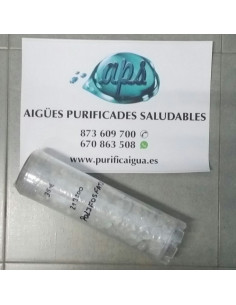 aps
AIGÜES PURIFICADES SALUDABLES
873 609 700
670 863 508
www.purificaigua.es